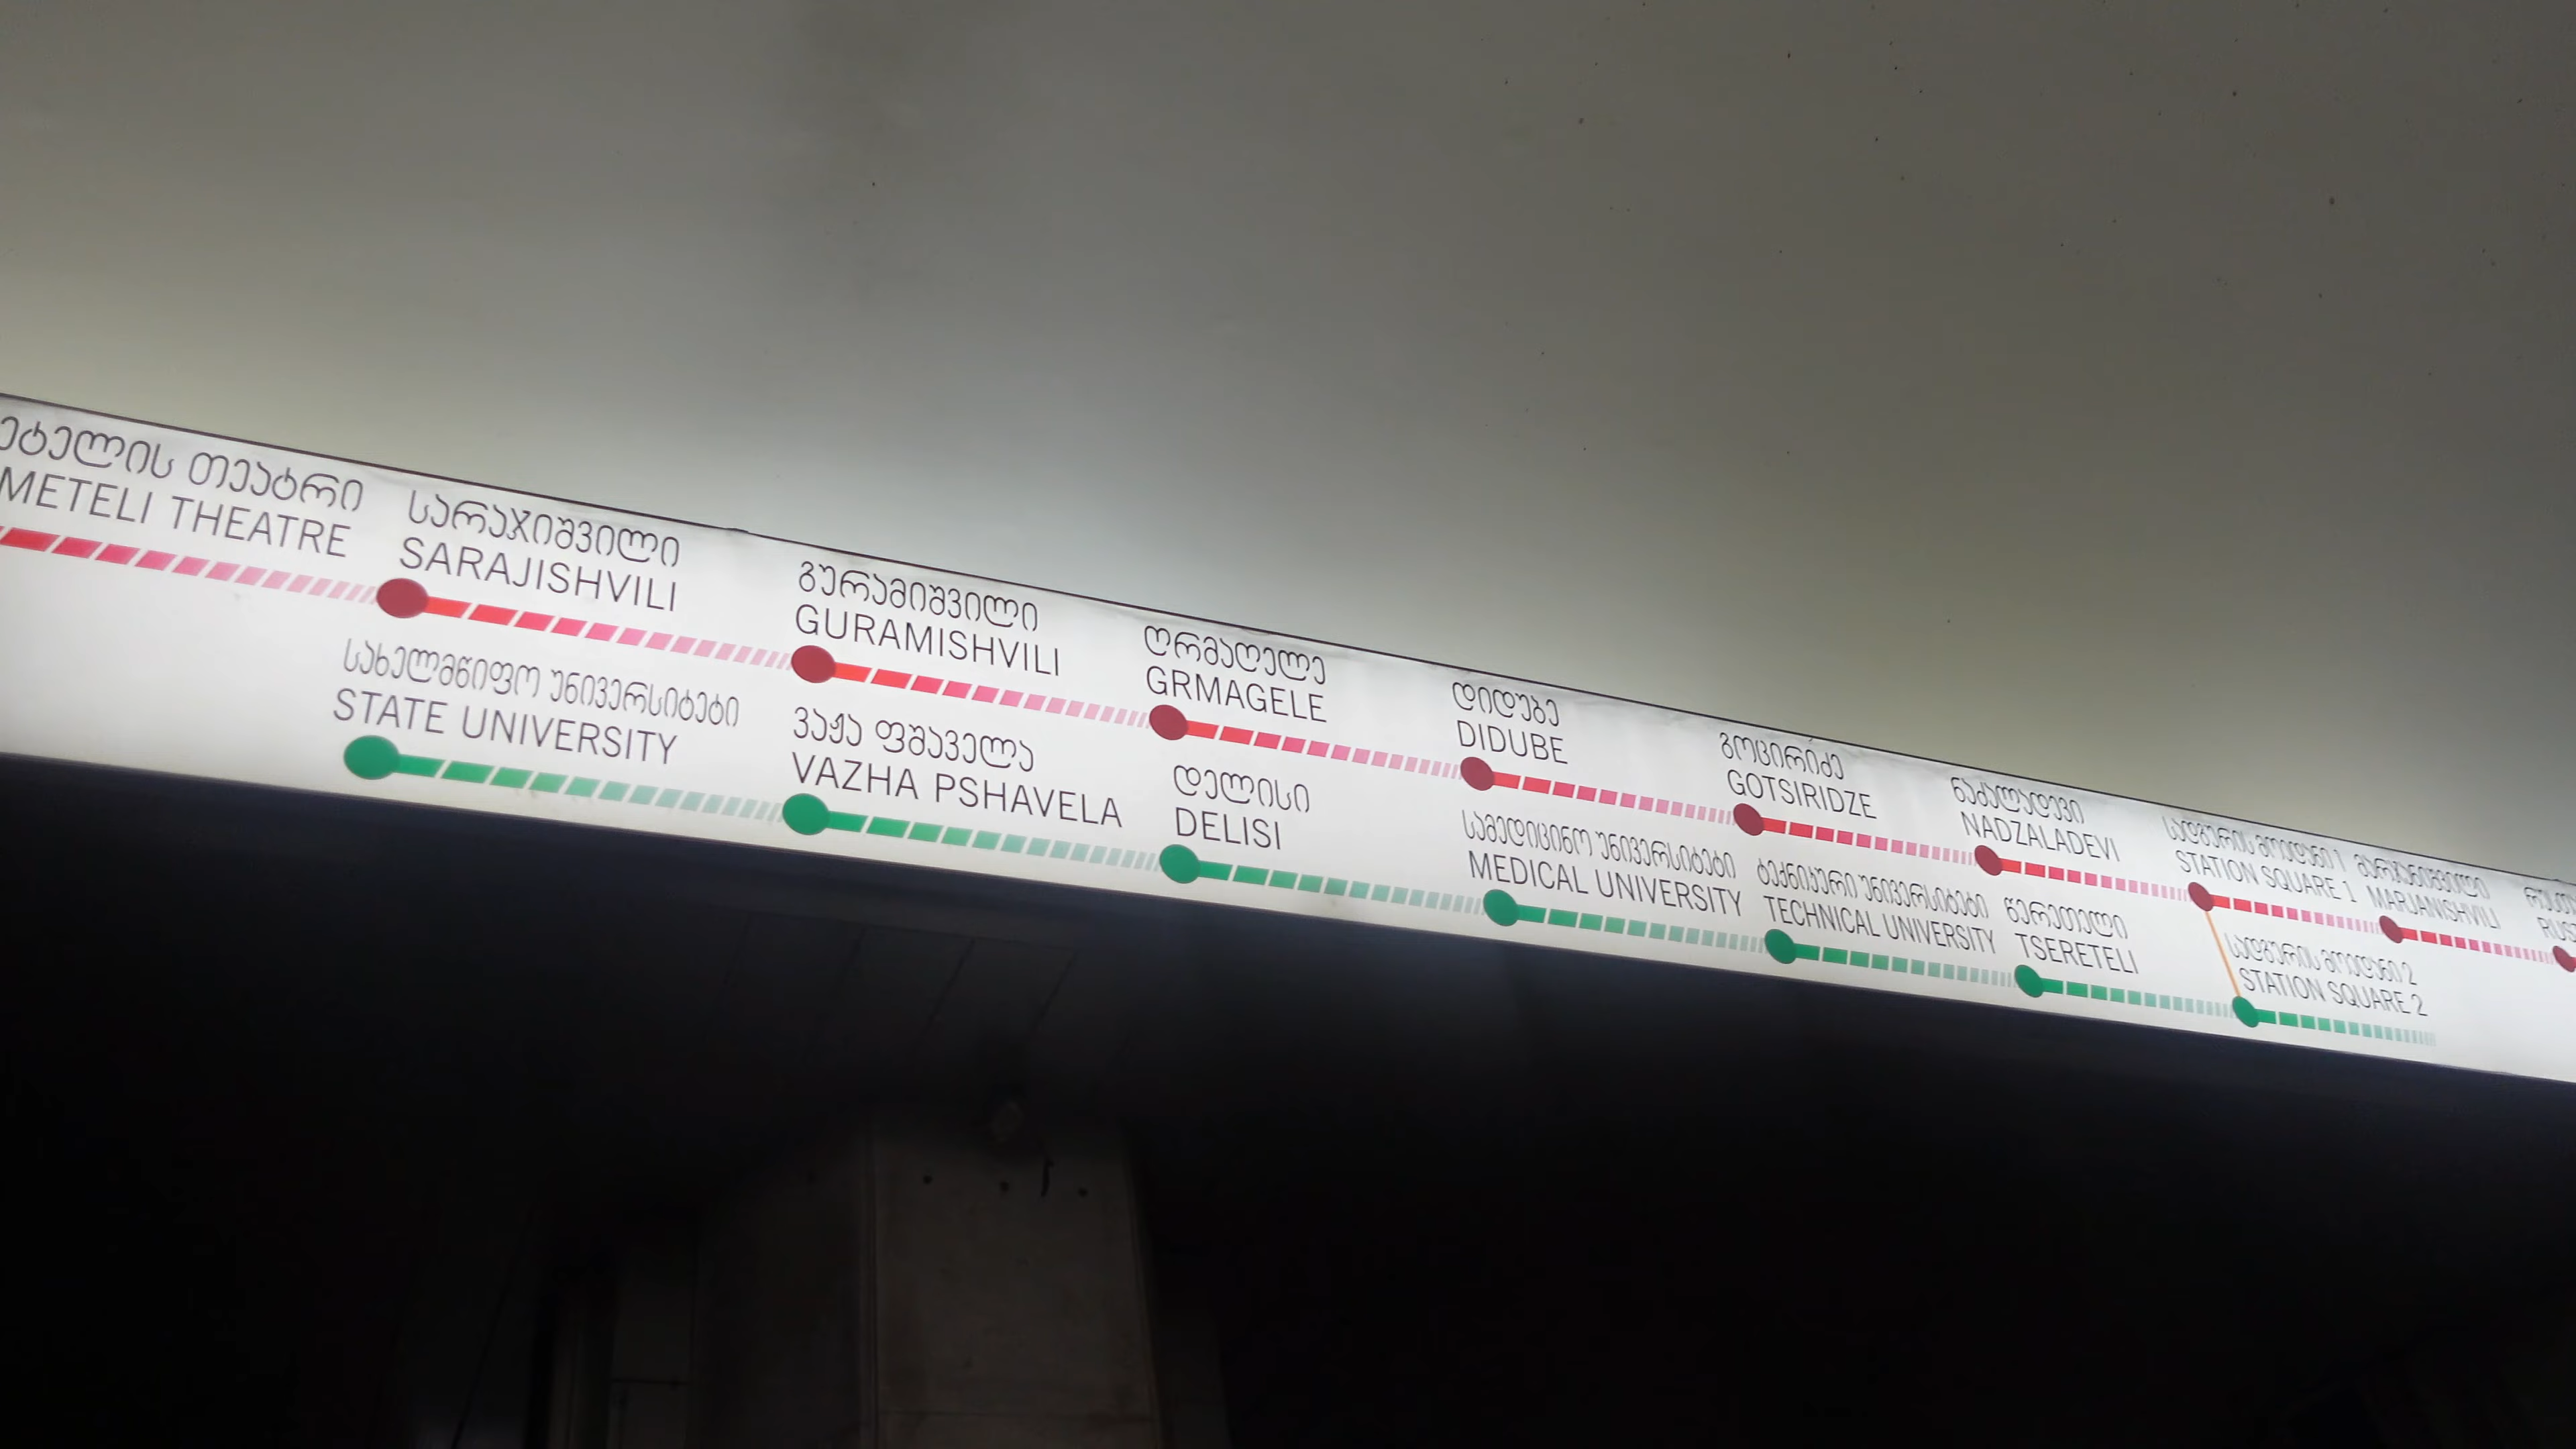 ეტელის თეატრი
METELI THEATRE
სარაჯიშვილი
SARAJISHVILI
გურამიშვილი
GURAMISHVILI
ღრმაღელე
GRMAGELE
დიდუბე
DIDUBE
გოცირიძე
GOTSIRIDZE
ნაძალადევი
NADZALADEVI
სადგურის მოედანი 1
STATION SQUARE 1
მარჯანიშვილი
MARJANISHVILI
RUS
სახელმწიფო უნივერსიტეტი
STATE UNIVERSITY
ვაჟა ფშაველა
VAZHA PSHAVELA
დელისი
DELISI
სამედიცინო უნივერსიტეტი
MEDICAL UNIVERSITY
ტექნიკური უნივერსიტეტი
TECHNICAL UNIVERSITY
წერეთელი
TSERETELI
სადგურის მოედანი 2
STATION SQUARE 2